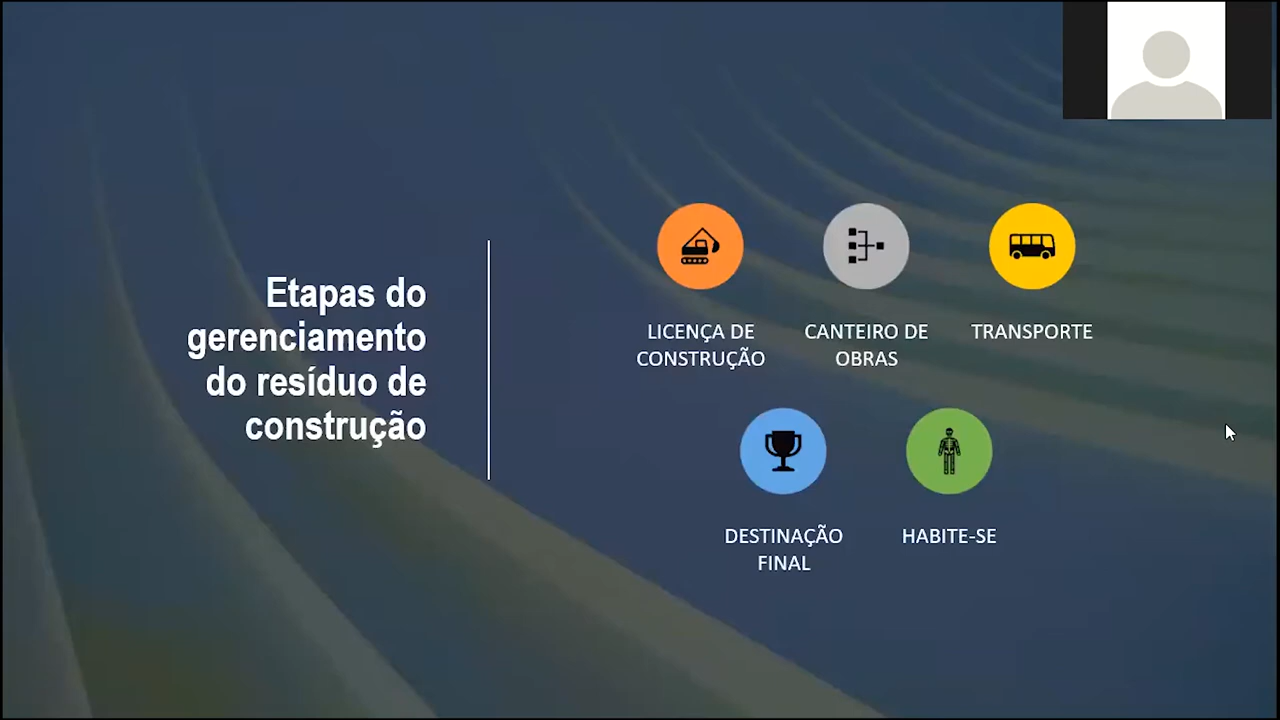 Etapas do
gerenciamento
do resíduo de
construção
LICENÇA DE
CONSTRUÇÃO
CANTEIRO DE
OBRAS
TRANSPORTE
DESTINAÇÃO
FINAL
HABITE-SE